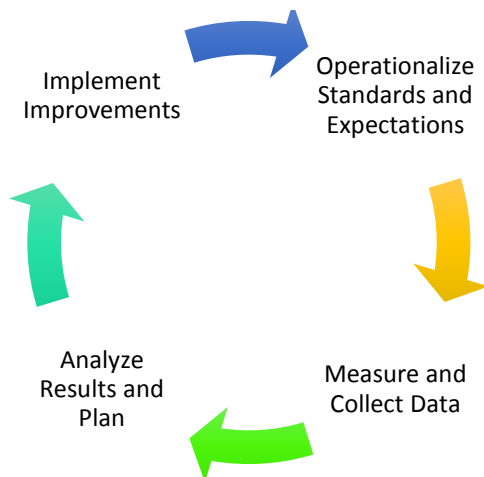 Implement
Improvements
Operationalize
Standards and
Expectations
Measure and
Collect Data
Analyze
Results and
Plan